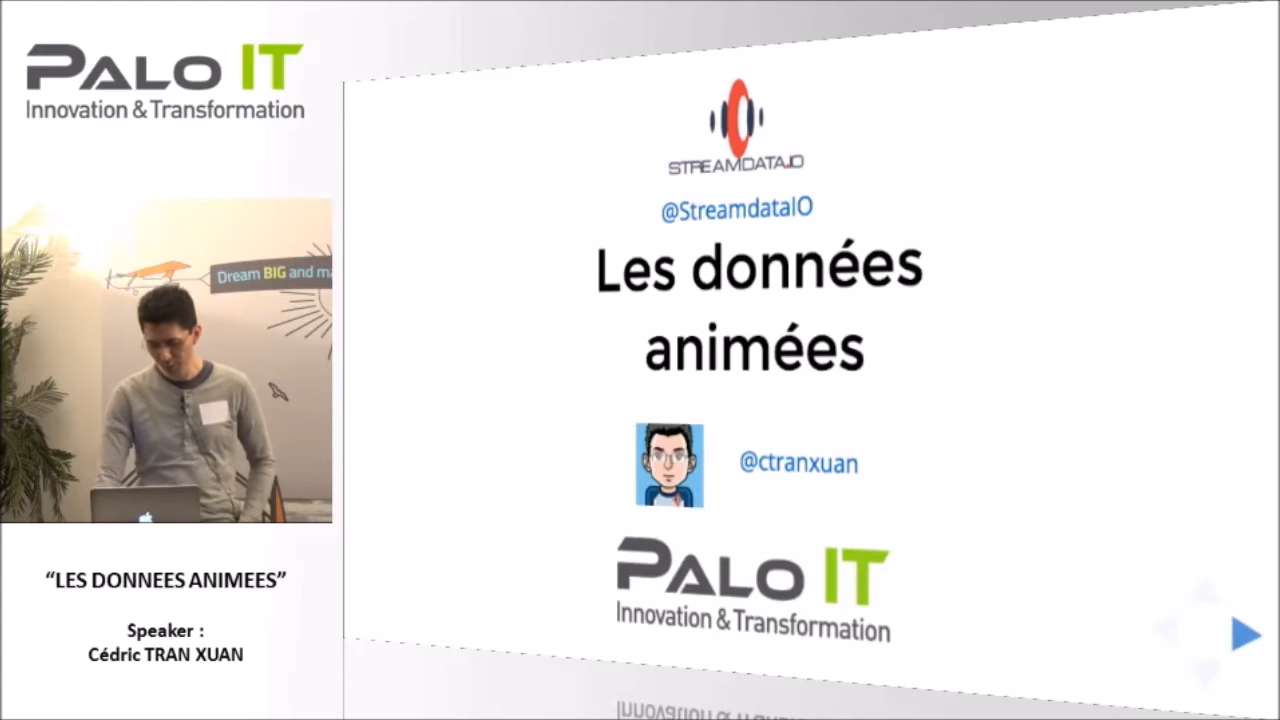 PALO IT
Innovation & Transformation
Dream BIG and
“LES DONNEES ANIMEES”
Speaker :
Cédric TRAN XUAN
STREAMDATA.IO
@StreamdataIO
Les données
animées
@ctranxuan
PALO IT
Innovation & Transformation